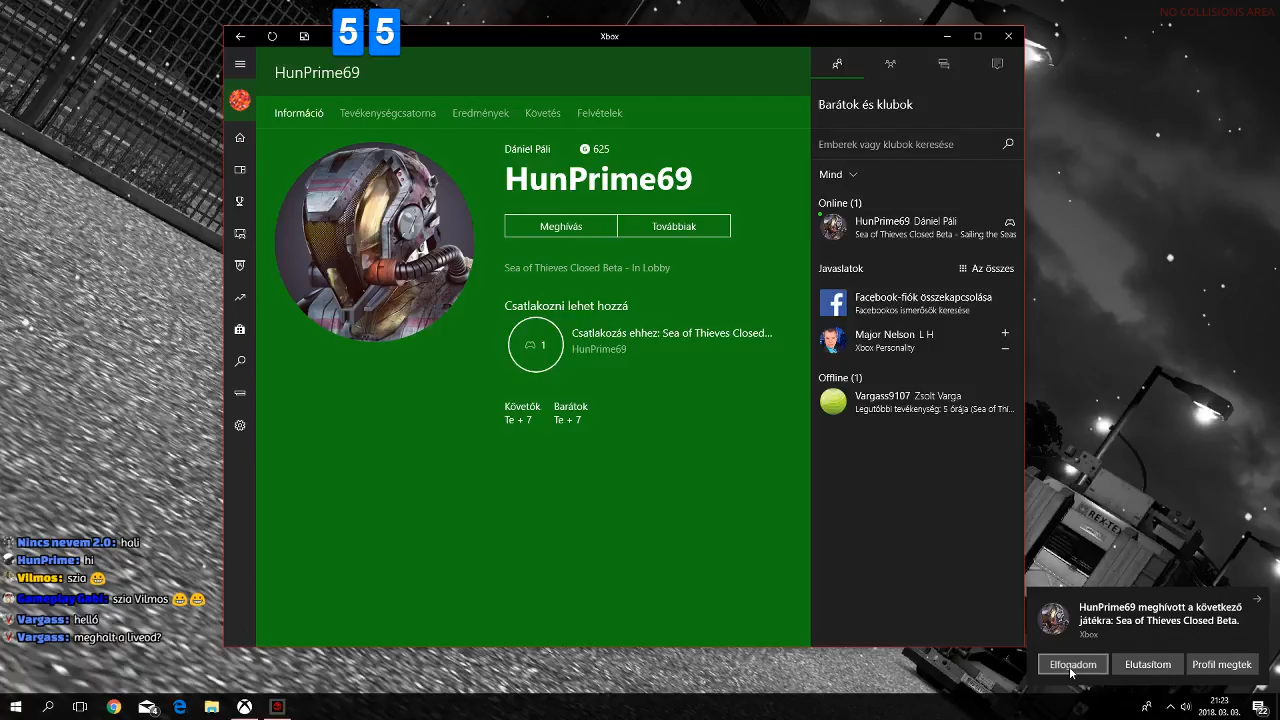 NO COLLISIONS AREA
55
Xbox
HunPrime69
Információ
Tevékenységcsatorna
Eredmények
Követés
Felvételek
Dániel Páli
G 625
HunPrime69
Meghívás
Továbbiak
Sea of Thieves Closed Beta - In Lobby
Csatlakozni lehet hozzá
1
Csatlakozás ehhez: Sea of Thieves Closed...
HunPrime69
Követők
Barátok
Te + 7
Te + 7
Barátok és klubok
Emberek vagy klubok keresése
Mind
Online (1)
HunPrime69 Dániel Páli
Sea of Thieves Closed Beta - Sailing the Seas
Javaslatok
Az összes
Facebook-fiók összekapcsolása
Facebookos ismerősök keresése
Major Nelson L H
Xbox Personality
Offline (1)
Vargass9107 Zsolt Varga
Legutóbbi tevékenység: 5 órája (Sea of Thi...
REX-TEX
Nincs nevem 2.0: hali
HunPrime: hi
Vilmos: szia 😀
Gameplay Gabi: szia Vilmos 😀😀
Vargass: helló
Vargass: meghalt a liveod?
HunPrime69 meghívott a következő
játékra: Sea of Thieves Closed Beta.
Xbox
Elfogadom
Elutasítom
Profil megtek
4
21:23
2018. 03. 03.
22